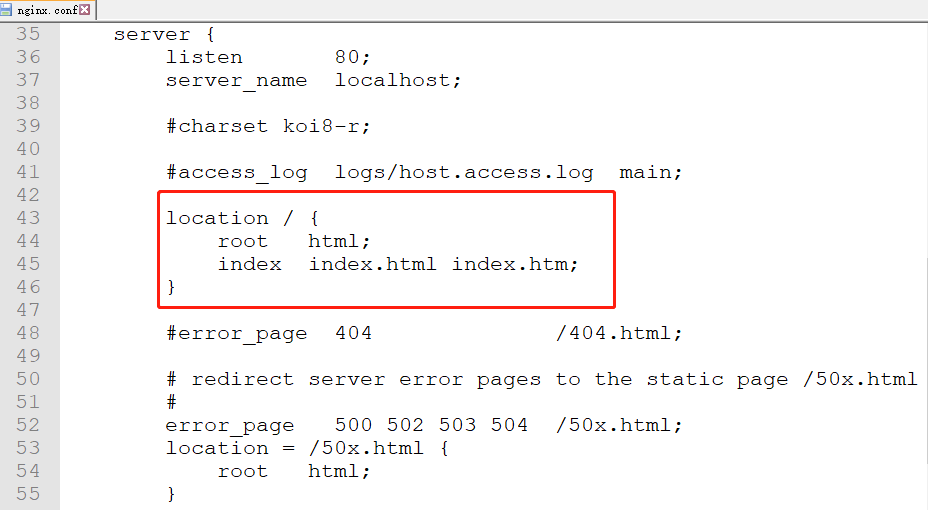 nginx.conf
35 server {
36 listen 80;
37 server_name localhost;
38
39 #charset koi8-r;
40
41 #access_log logs/host.access.log main;
42
43 location / {
44 root html;
45 index index.html index.htm;
46 }
47
48 #error_page 404 /404.html;
49
50 # redirect server error pages to the static page /50x.html
51 #
52 error_page 500 502 503 504 /50x.html;
53 location = /50x.html {
54 root html;
55 }